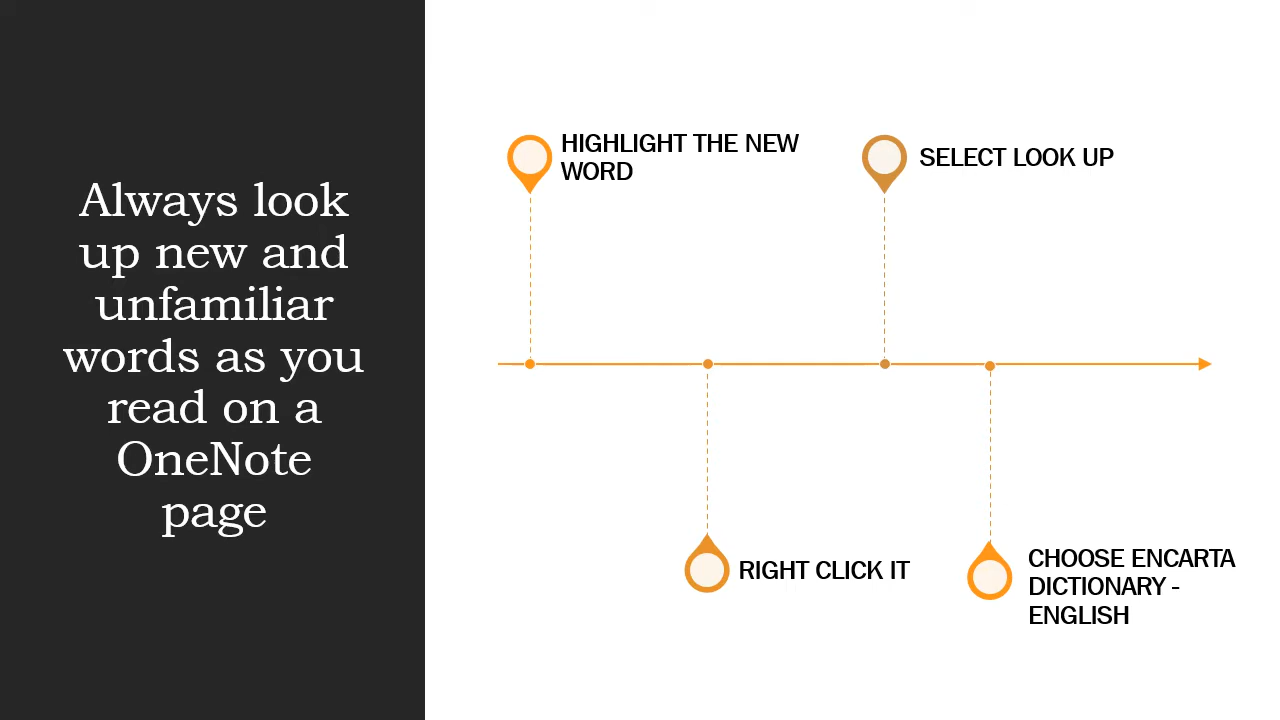 Always look
up new and
unfamiliar
words as you
read on a
OneNote
page
HIGHLIGHT THE NEW
WORD
RIGHT CLICK IT
SELECT LOOK UP
CHOOSE ENCARTA
DICTIONARY -
ENGLISH